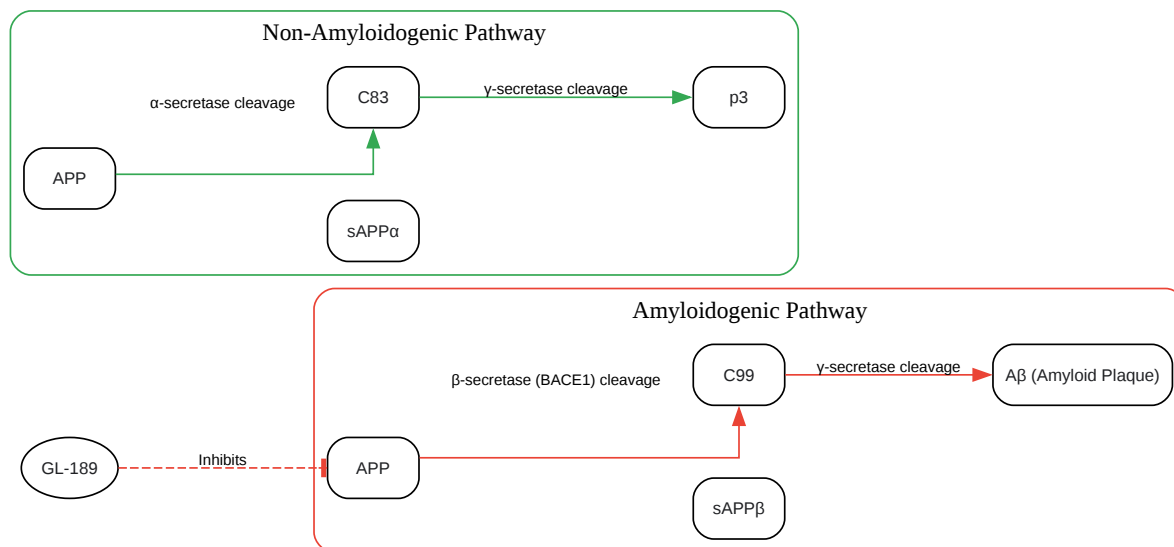 Non-Amyloidogenic Pathway
α-secretase cleavage
C83
γ-secretase cleavage
p3
APP
sAPPα
Amyloidogenic Pathway
β-secretase (BACE1) cleavage
C99
γ-secretase cleavage
Aβ (Amyloid Plaque)
GL-189
Inhibits
APP
sAPPβ